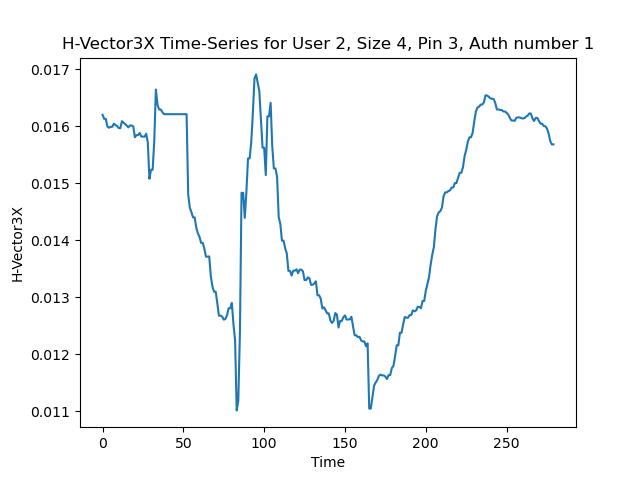 H-Vector3X Time-Series for User 2, Size 4, Pin 3, Auth number 1
0.017
0.016
0.015
0.014
0.013
0.012
0.011
H-Vector3X
0 50 100 150 200 250
Time